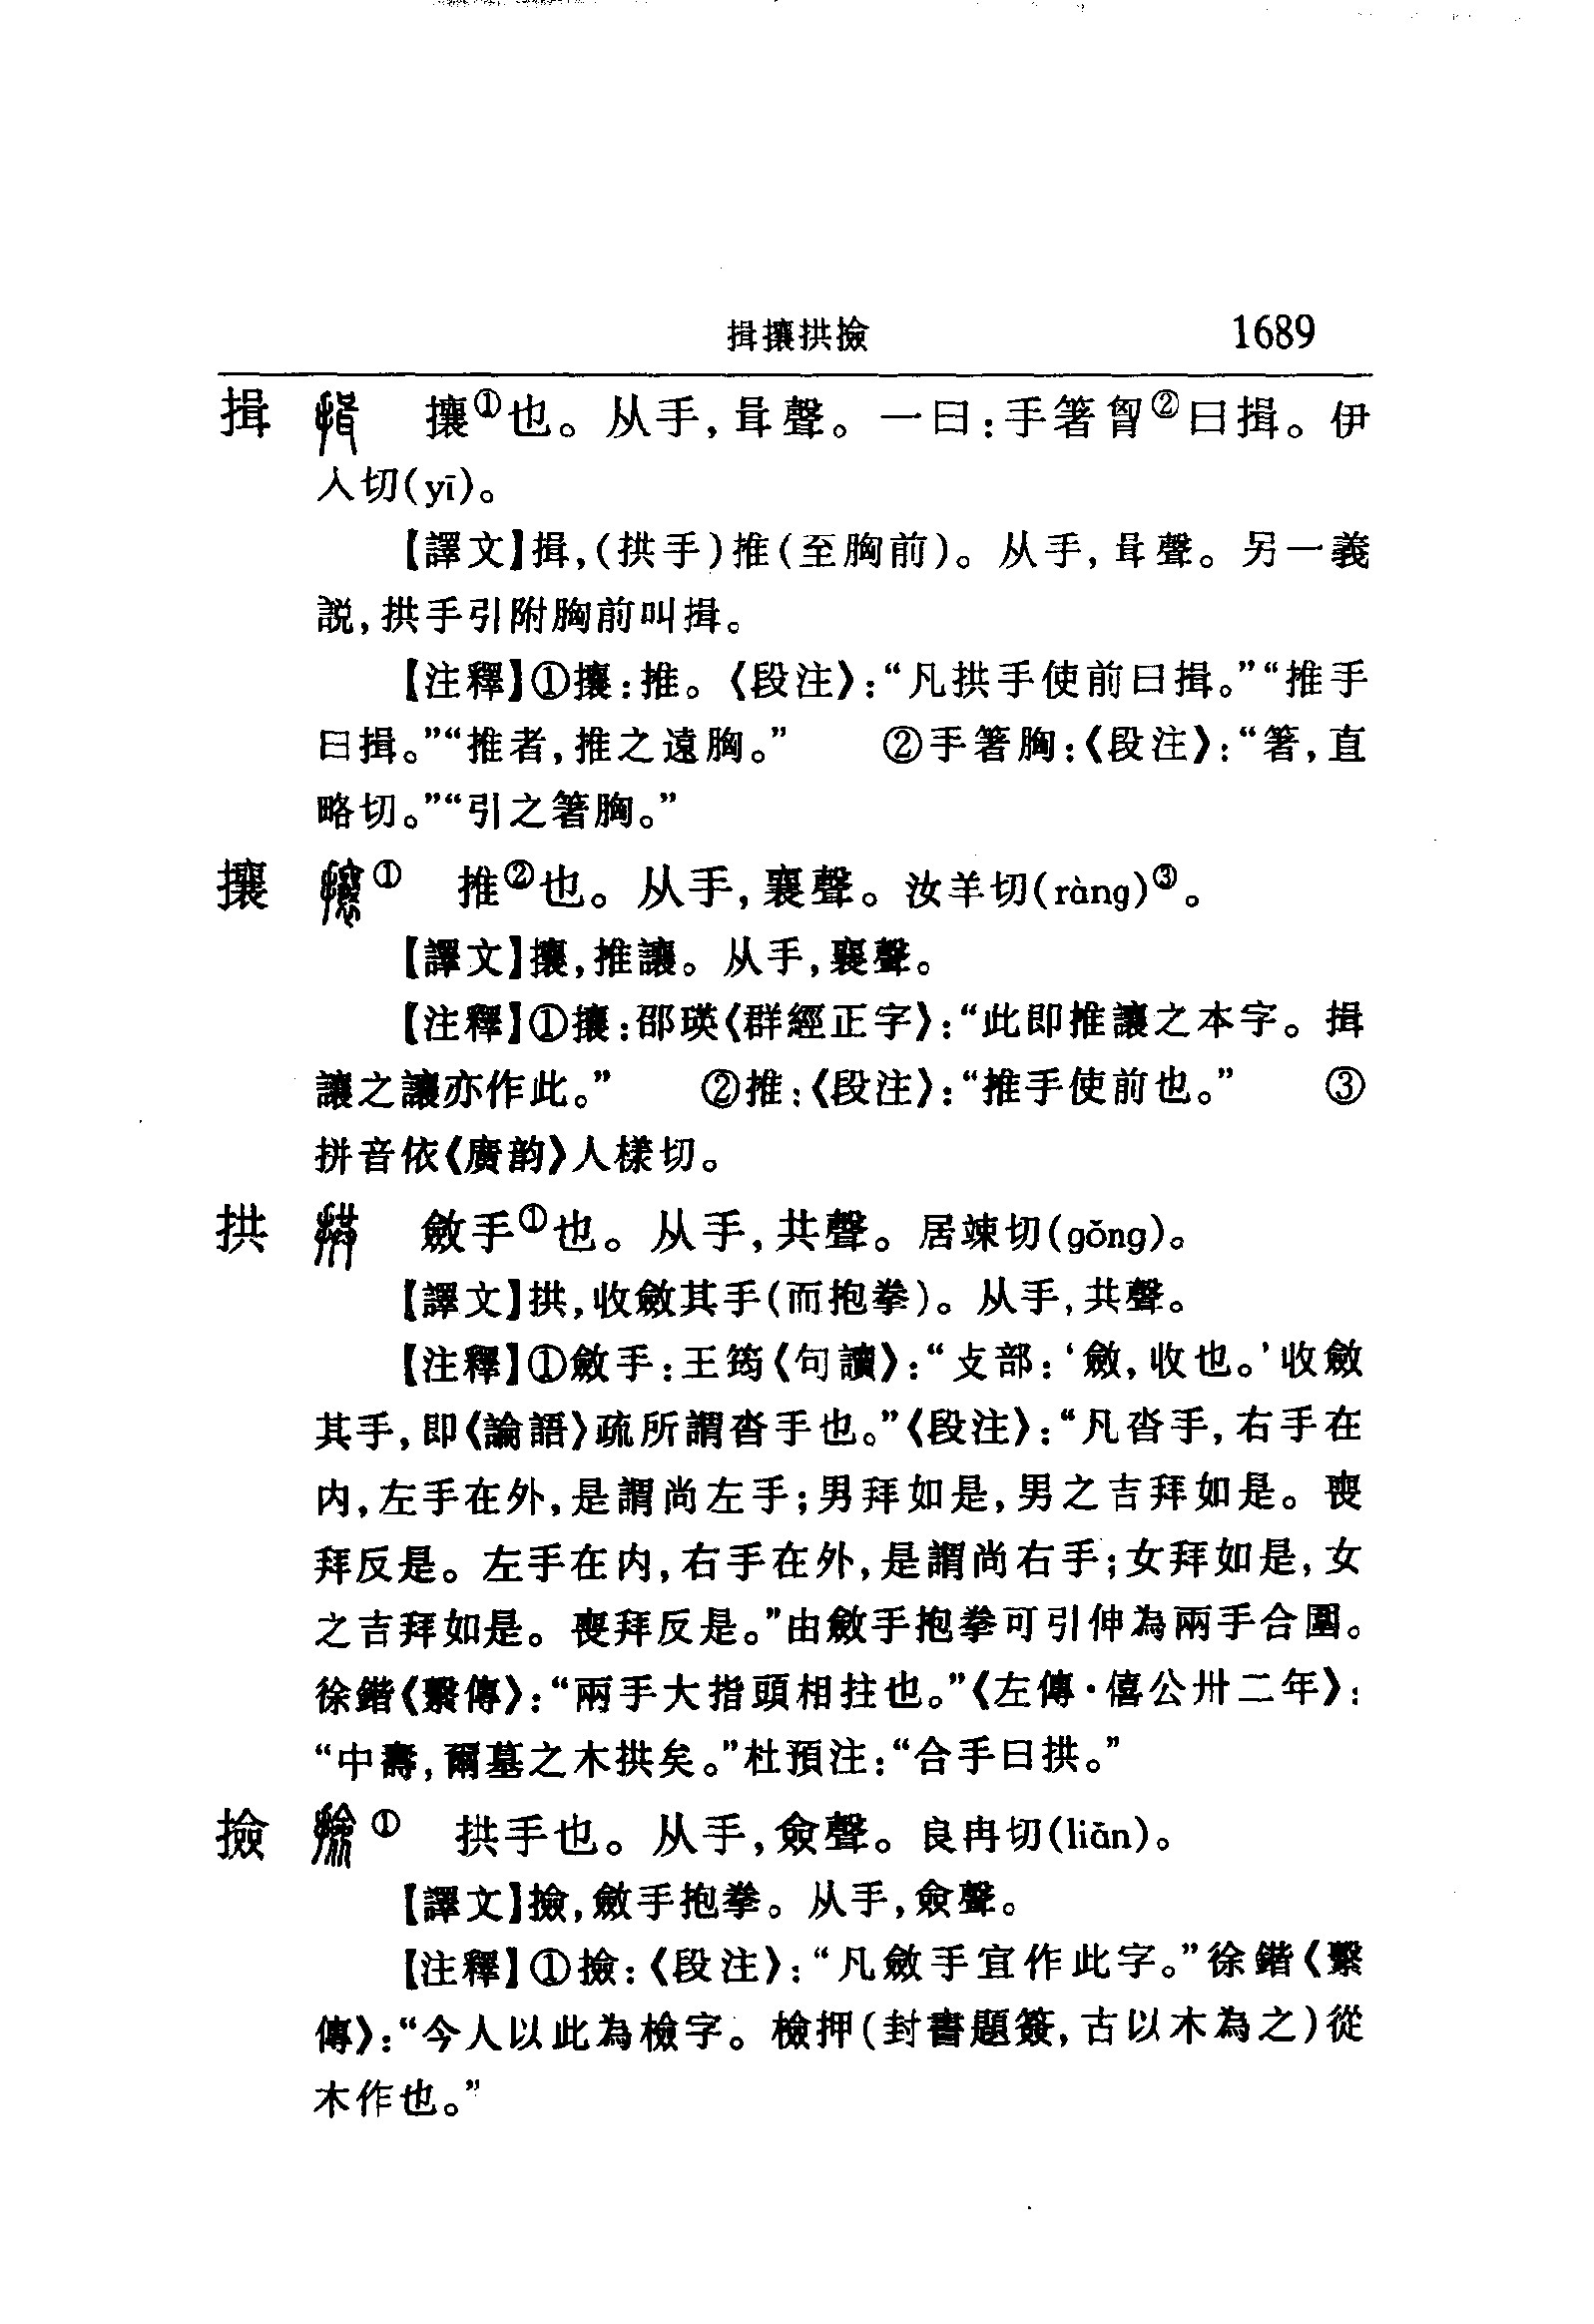 揖攘拱撿 1689
揖 攘①也。从手,咠聲。一曰:手箸胷②曰揖。伊
入切(yī)。
【譯文】揖,(拱手)推(至胸前)。从手,咠聲。另一義
説,拱手引附胸前叫揖。
【注釋】①攘:推。《段注》:“凡拱手使前曰揖。”“推手
曰揖。”“推者,推之遠胸。” ②手箸胸:《段注》:“箸,直
略切。”“引之箸胸。”
攘 ① 推②也。从手,襄聲。汝羊切(ràng)③。
【譯文】攘,推讓。从手,襄聲。
【注釋】①攘:邵瑛《群經正字》:“此即推讓之本字。揖
讓之讓亦作此。” ②推:《段注》:“推手使前也。” ③
拼音依《廣韵》人樣切。
拱 斂手①也。从手,共聲。居竦切(gǒng)。
【譯文】拱,收斂其手(而抱拳)。从手,共聲。
【注釋】①斂手:王筠《句讀》:“攴部:‘斂,收也。’收斂
其手,即《論語》疏所謂沓手也。”《段注》:“凡沓手,右手在
内,左手在外,是謂尚左手;男拜如是,男之吉拜如是。喪
拜反是。左手在内,右手在外,是謂尚右手;女拜如是,女
之吉拜如是。喪拜反是。”由斂手抱拳可引伸為兩手合圍。
徐鍇《繫傳》:“兩手大指頭相拄也。”《左傳·僖公卅二年》:
“中壽,爾墓之木拱矣。”杜預注:“合手曰拱。”
撿 ① 拱手也。从手,僉聲。良冉切(liǎn)。
【譯文】撿,斂手抱拳。从手,僉聲。
【注釋】①撿:《段注》:“凡斂手宜作此字。”徐鍇《繫
傳》:“今人以此為檢字。檢押(封書題簽,古以木為之)從
木作也。”